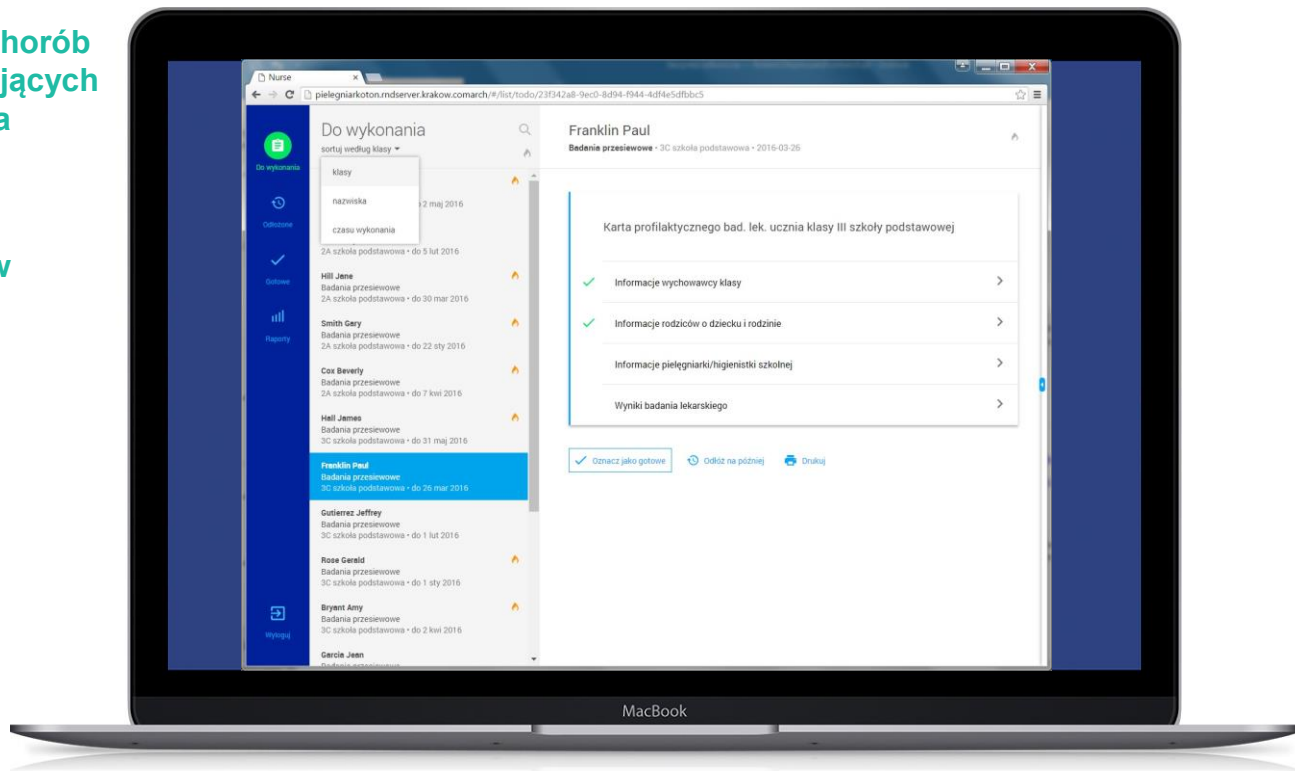 horób
jących
a
w
Nurse
pielegniarkoton.rndserver.krakow.comarch/#/list/todo/23f342a8-9ec0-8d94-f944-4df4e5dfbbc5
Do wykonania
Odłożone
Gotowe
Raporty
Wyloguj
Do wykonania
sortuj według klasy
klasy
nazwiska
czasu wykonania
2 maj 2016
2A szkoła podstawowa • do 5 lut 2016
Hill Jane
Badania przesiewowe
2A szkoła podstawowa • do 30 mar 2016
Smith Gary
Badania przesiewowe
2A szkoła podstawowa • do 22 sty 2016
Cox Beverly
Badania przesiewowe
2A szkoła podstawowa • do 7 kwi 2016
Hall James
Badania przesiewowe
3C szkoła podstawowa • do 31 maj 2016
Franklin Paul
Badania przesiewowe
3C szkoła podstawowa • do 26 mar 2016
Gutierrez Jeffrey
Badania przesiewowe
3C szkoła podstawowa • do 1 lut 2016
Rose Gerald
Badania przesiewowe
3C szkoła podstawowa • do 1 sty 2016
Bryant Amy
Badania przesiewowe
3C szkoła podstawowa • do 2 kwi 2016
Garcia Jean
Badania przesiewowe
Franklin Paul
Badania przesiewowe • 3C szkoła podstawowa • 2016-03-26
Karta profilaktycznego bad. lek. ucznia klasy III szkoły podstawowej
Informacje wychowawcy klasy
Informacje rodziców o dziecku i rodzinie
Informacje pielęgniarki/higienistki szkolnej
Wyniki badania lekarskiego
Oznacz jako gotowe
Odłóż na później
Drukuj
MacBook